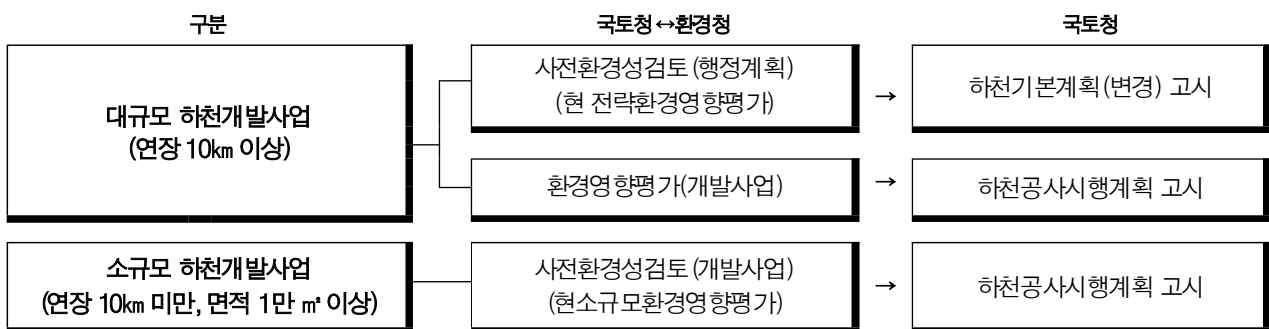 구분
국토청↔환경청
국토청
대규모 하천개발사업
(연장 10㎞ 이상)
사전환경성검토(행정계획)
(현 전략환경영향평가)
→
하천기본계획(변경) 고시
환경영향평가(개발사업)
→
하천공사시행계획 고시
소규모 하천개발사업
(연장 10㎞ 미만, 면적 1만 ㎡ 이상)
사전환경성검토(개발사업)
(현소규모환경영향평가)
→
하천공사시행계획 고시